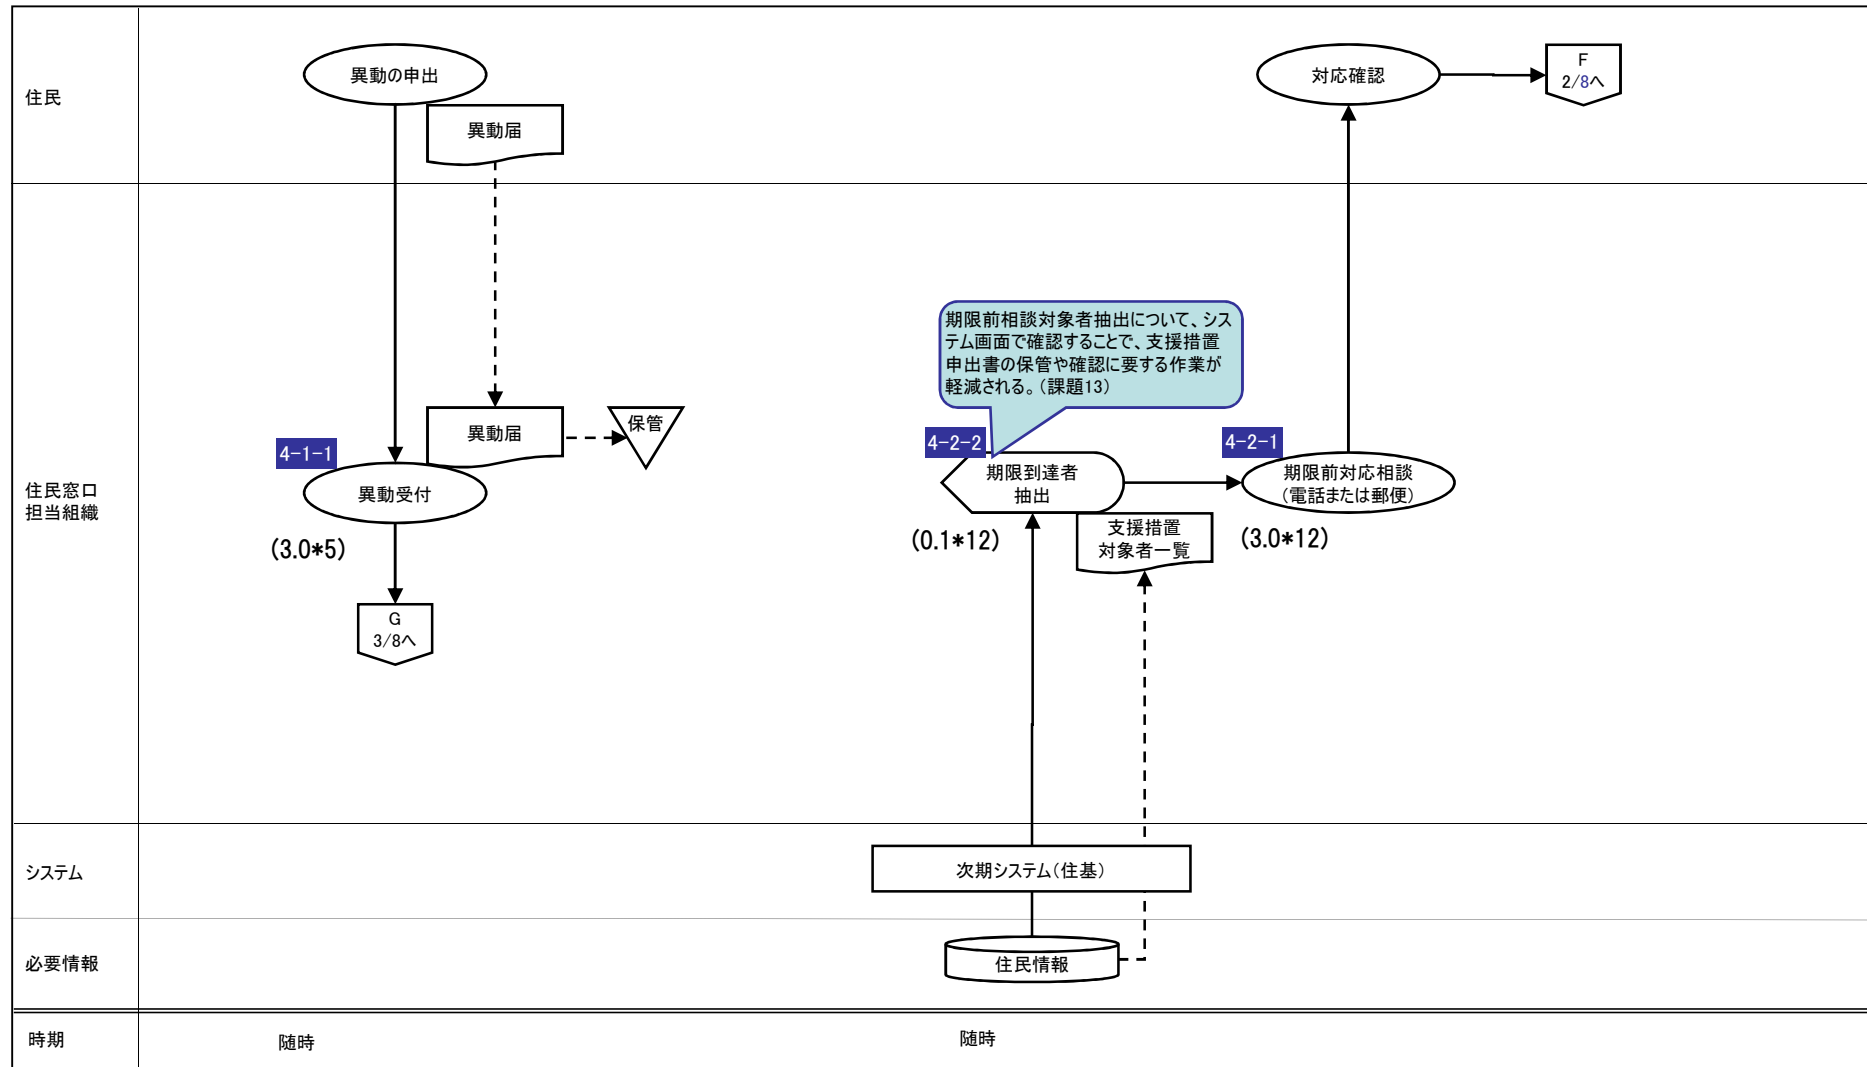 住民
異動の申出
異動届
対応確認
F
2/8へ
住民窓口
担当組織
期限前相談対象者抽出について、シス
テム画面で確認することで、支援措置
申出書の保管や確認に要する作業が
軽減される。（課題13）
異動届
保管
4-1-1
異動受付
(3.0*5)
G
3/8へ
4-2-2
期限到達者
抽出
(0.1*12)
支援措置
対象者一覧
4-2-1
期限前対応相談
（電話または郵便）
(3.0*12)
システム
次期システム（住基）
必要情報
住民情報
時期
随時
随時